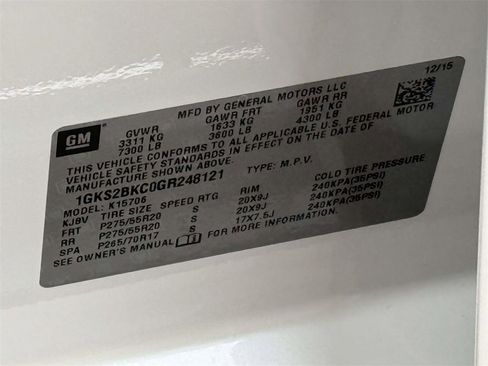 12/15
GM
MFD BY GENERAL MOTORS LLC
GVWR GAWR FRT GAWR RR
3311 KG 1633 KG 1951 KG
7300 LB 3600 LB 4300 LB
THIS VEHICLE CONFORMS TO ALL APPLICABLE U.S. FEDERAL MOTOR
VEHICLE SAFETY STANDARDS IN EFFECT ON THE DATE OF
MANUFACTURE SHOWN ABOVE.
1GKS2BKC0GR248121 TYPE: M.P.V.
MODEL: K15706
KJBV TIRE SIZE SPEED RTG RIM COLD TIRE PRESSURE
FRT P275/55R20 S 20X9J 240KPA(35PSI)
RR P275/55R20 S 20X9J 240KPA(35PSI)
SPA P265/70R17 S 17X7.5J 240KPA(35PSI)
SEE OWNER'S MANUAL FOR MORE INFORMATION.